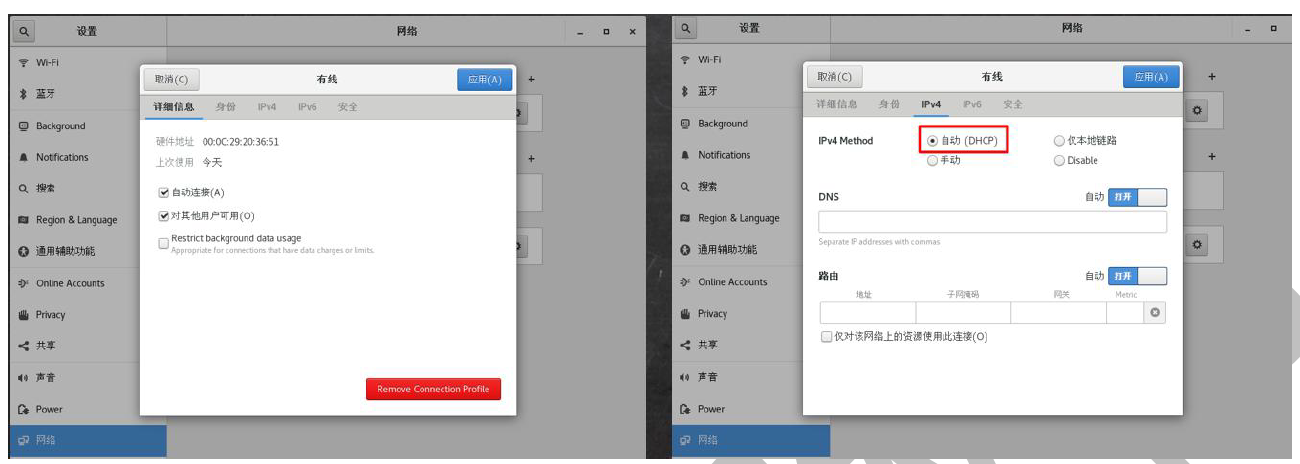 设置
网络
Wi-Fi
蓝牙
Background
Notifications
搜索
Region & Language
通用辅助功能
Online Accounts
Privacy
共享
声音
Power
网络
取消(C)
有线
应用(A)
详细信息 身份 IPv4 IPv6 安全
硬件地址 00:0C:29:20:36:51
上次使用 今天
自动连接(A)
对其他用户可用(O)
Restrict background data usage
Appropriate for connections that have data charges or limits.
Remove Connection Profile
设置
网络
Wi-Fi
蓝牙
Background
Notifications
搜索
Region & Language
通用辅助功能
Online Accounts
Privacy
共享
声音
Power
网络
取消(C)
有线
应用(A)
详细信息 身份 IPv4 IPv6 安全
IPv4 Method
自动 (DHCP)
仅本地链路
手动
Disable
DNS
自动 打开
Separate IP addresses with commas
路由
自动 打开
地址 子网掩码 网关 Metric
仅对该网络上的资源使用此连接(O)